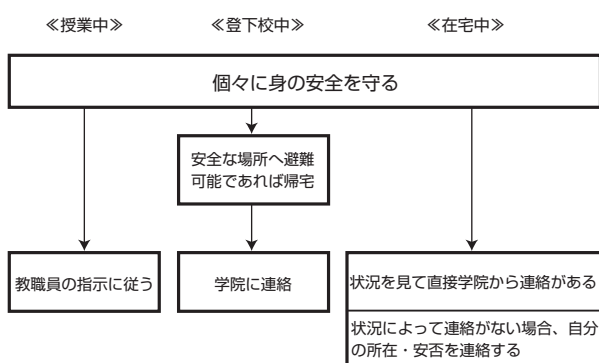 ≪授業中≫
≪登下校中≫
≪在宅中≫
個々に身の安全を守る
安全な場所へ避難
可能であれば帰宅
教職員の指示に従う
学院に連絡
状況を見て直接学院から連絡がある
状況によって連絡がない場合、自分
の所在・安否を連絡する